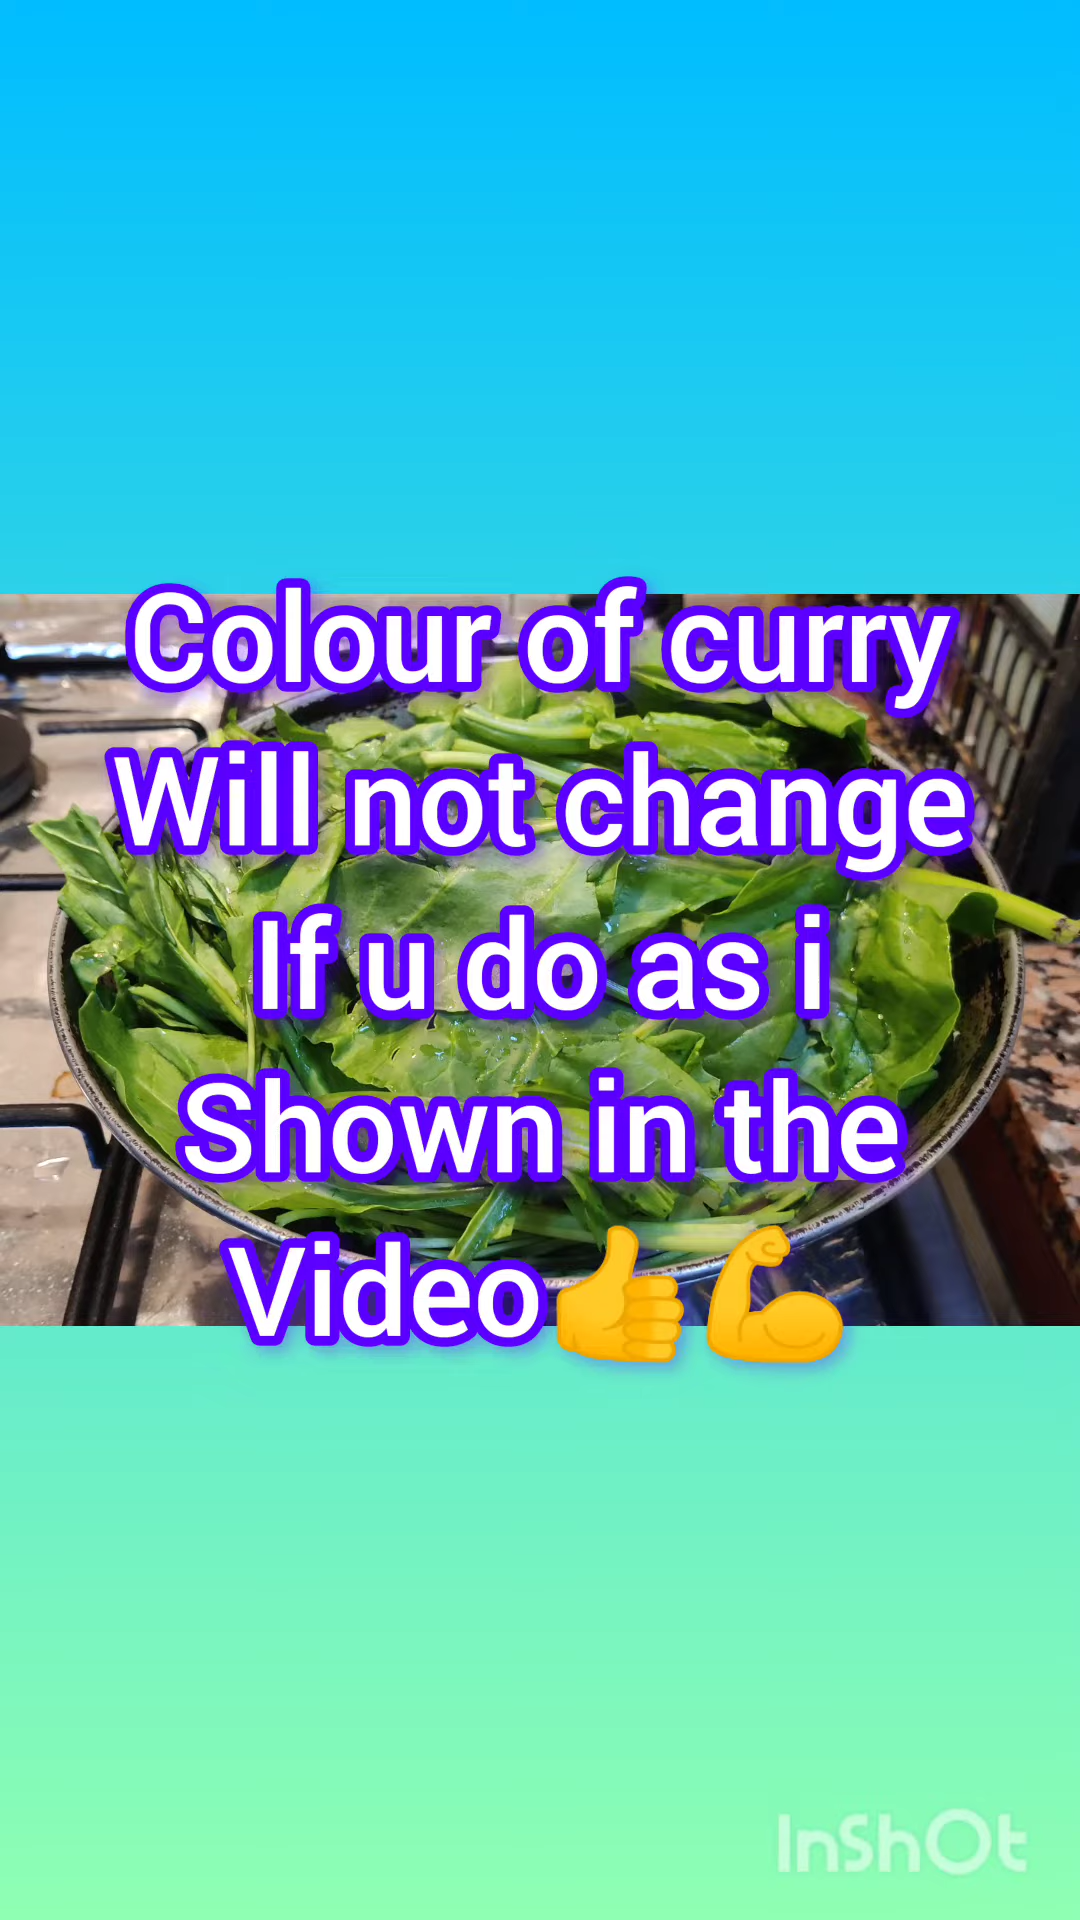 Colour of curry
Will not change
If u do as i
Shown in the
Video👍💪
InShOt